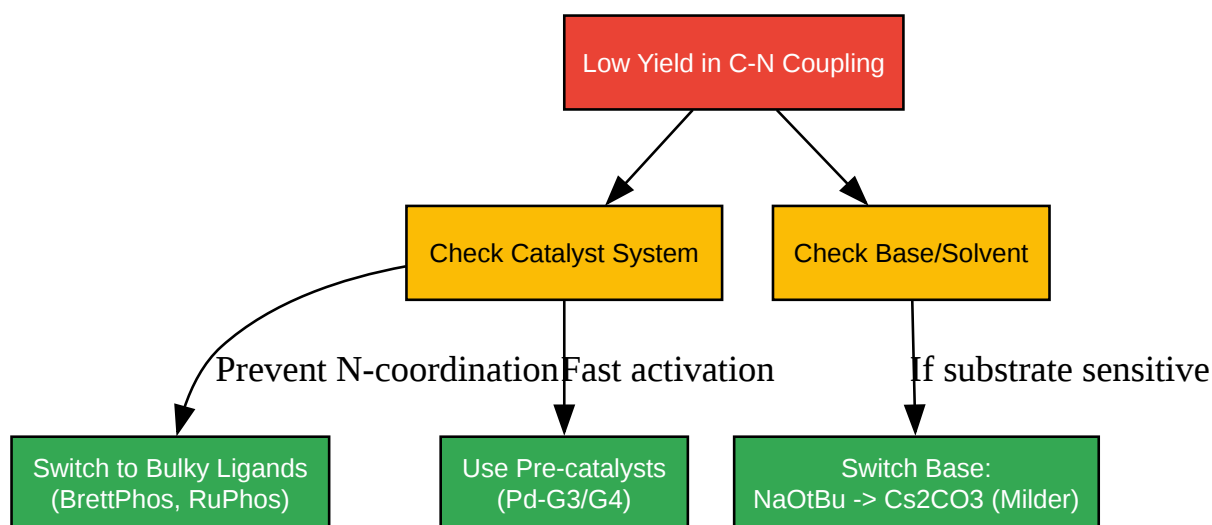 Low Yield in C-N Coupling
Check Catalyst System
Check Base/Solvent
Prevent N-coordination
Fast activation
If substrate sensitive
Switch to Bulky Ligands
(BrettPhos, RuPhos)
Use Pre-catalysts
(Pd-G3/G4)
Switch Base:
NaOtBu -> Cs2CO3 (Milder)